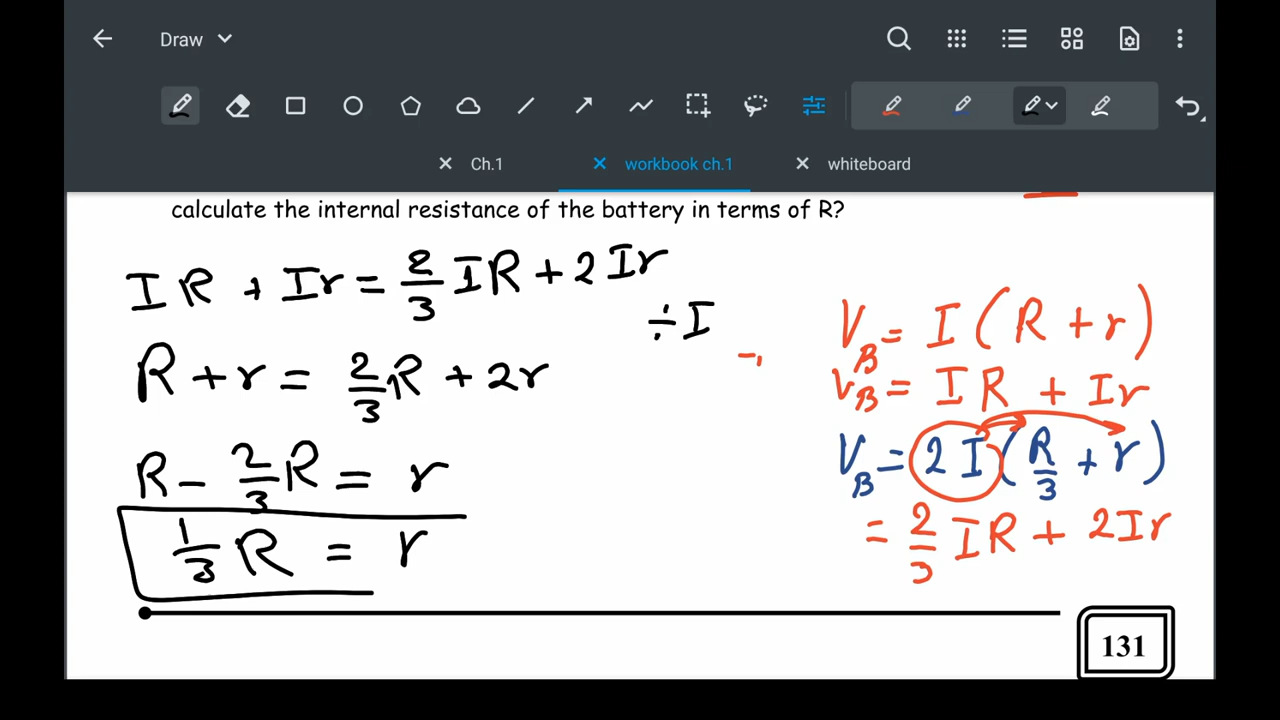 Draw
Ch.1
workbook ch.1
whiteboard
calculate the internal resistance of the battery in terms of R?
IR + Ir = 2/3 IR + 2Ir
÷I
R + r = 2/3 R + 2r
R - 2/3 R = r
1/3 R = r
V_B = I(R + r)
V_B = IR + Ir
V_B = 2I(R/3 + r)
= 2/3 IR + 2Ir
131